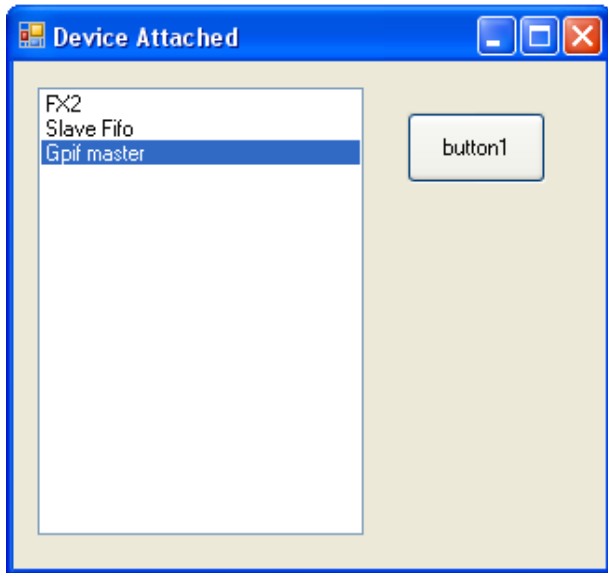 Device Attached
FX2
Slave Fifo
Gpif master
button1